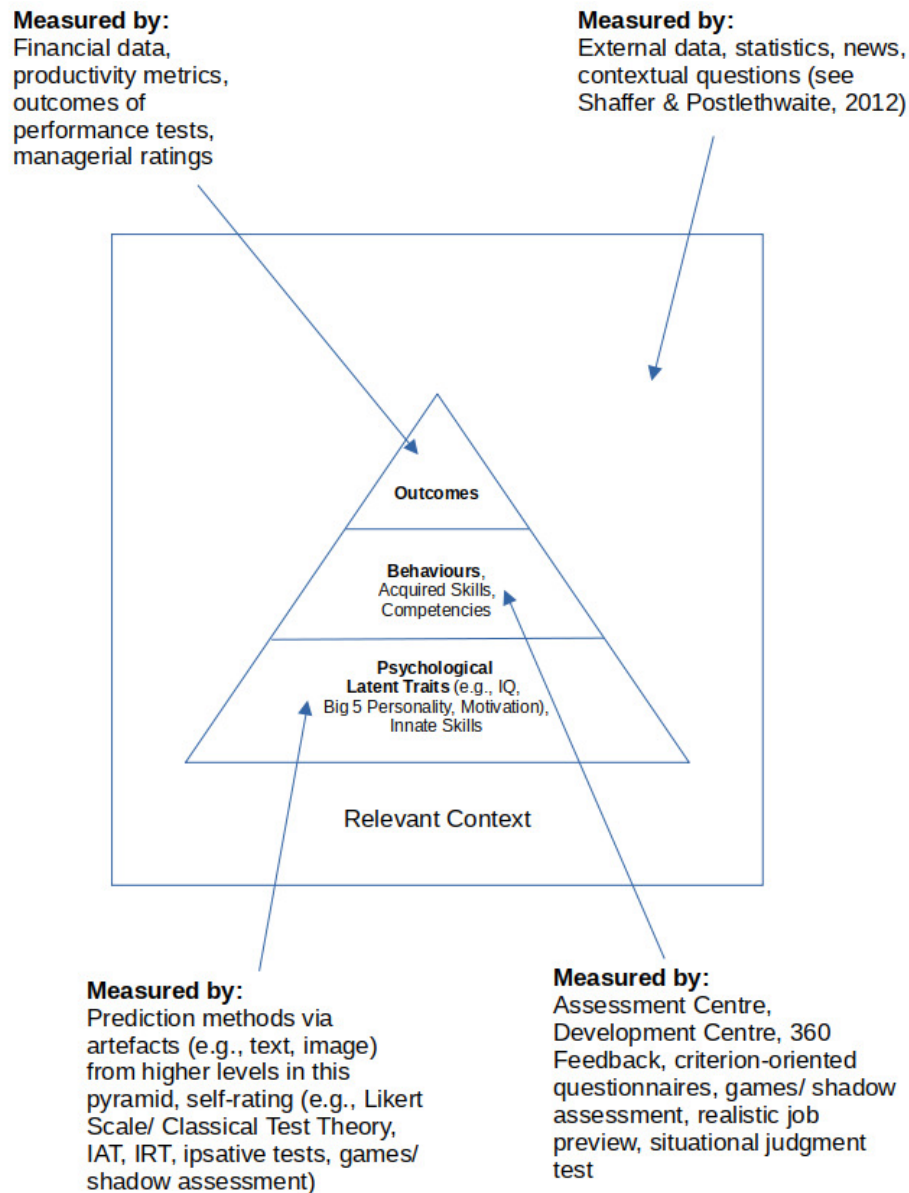 Measured by:
Financial data,
productivity metrics,
outcomes of
performance tests,
managerial ratings
Measured by:
External data, statistics, news,
contextual questions (see
Shaffer & Postlethwaite, 2012)
Outcomes
Behaviours,
Acquired Skills,
Competencies
Psychological
Latent Traits (e.g., IQ,
Big 5 Personality, Motivation),
Innate Skills
Relevant Context
Measured by:
Prediction methods via
artefacts (e.g., text, image)
from higher levels in this
pyramid, self-rating (e.g., Likert
Scale/ Classical Test Theory,
IAT, IRT, ipsative tests, games/
shadow assessment)
Measured by:
Assessment Centre,
Development Centre, 360
Feedback, criterion-oriented
questionnaires, games/ shadow
assessment, realistic job
preview, situational judgment
test